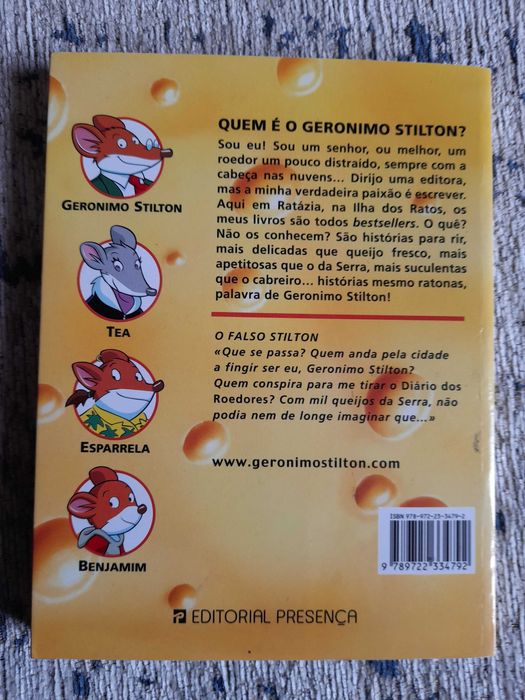 GERONIMO STILTON
TEA
ESPARRELA
BENJAMIM
QUEM É O GERONIMO STILTON?
Sou eu! Sou um senhor, ou melhor, um
roedor um pouco distraído, sempre com a
cabeça nas nuvens... Dirijo uma editora,
mas a minha verdadeira paixão é escrever.
Aqui em Ratázia, na Ilha dos Ratos, os
meus livros são todos bestsellers. O quê?
Não os conhecem? São histórias para rir,
mais delicadas que queijo fresco, mais
apetitosas que o da Serra, mais suculentas
que o cabreiro... histórias mesmo ratonas,
palavra de Geronimo Stilton!
O FALSO STILTON
«Que se passa? Quem anda pela cidade
a fingir ser eu, Geronimo Stilton?
Quem conspira para me tirar o Diário dos
Roedores? Com mil queijos da Serra, não
podia nem de longe imaginar que...»
www.geronimostilton.com
ISBN 978-972-23-3479-2
9 789722 334792
EDITORIAL PRESENÇA